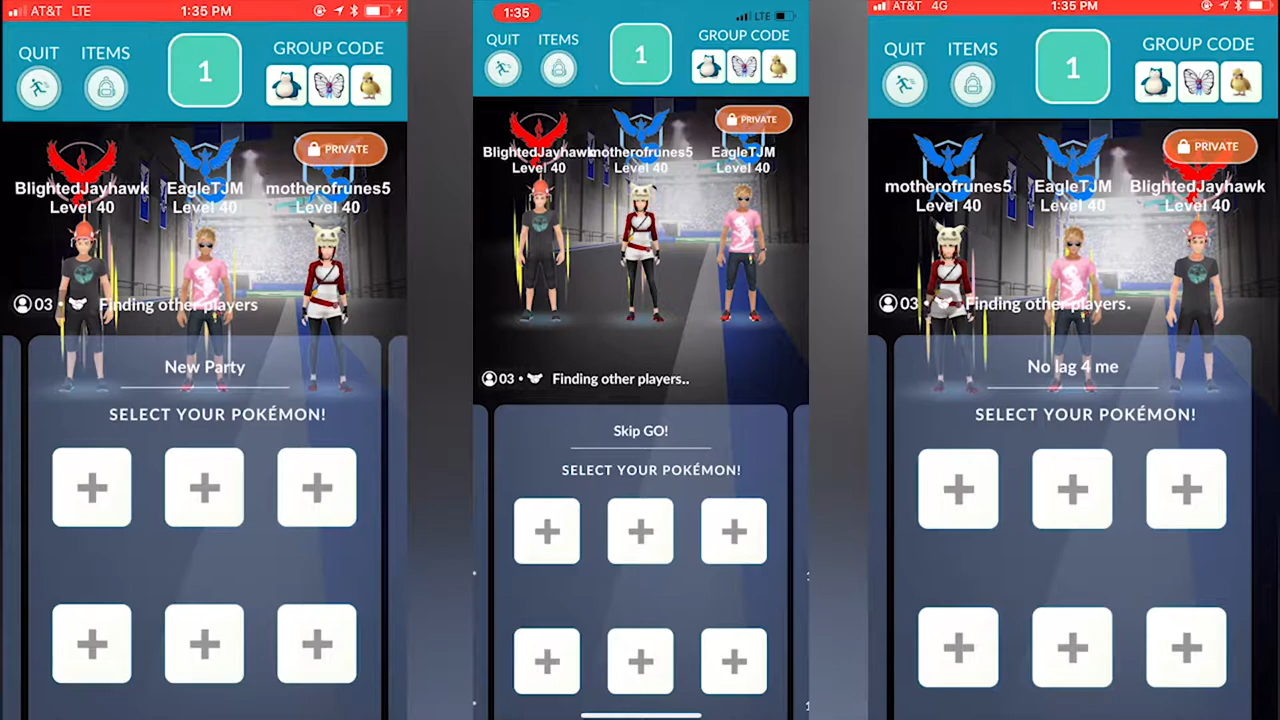 AT&T LTE 1:35 PM
QUIT ITEMS 1 GROUP CODE
PRIVATE
BlightedJayhawk EagleTJM motherofrunes5
Level 40 Level 40 Level 40
03 • Finding other players
New Party
SELECT YOUR POKÉMON!
1:35 LTE
QUIT ITEMS 1 GROUP CODE
PRIVATE
BlightedJayhawk motherofrunes5 EagleTJM
Level 40 Level 40 Level 40
03 • Finding other players..
Skip GO!
SELECT YOUR POKÉMON!
AT&T 4G 1:35 PM
QUIT ITEMS 1 GROUP CODE
PRIVATE
motherofrunes5 EagleTJM BlightedJayhawk
Level 40 Level 40 Level 40
03 • Finding other players.
No lag 4 me
SELECT YOUR POKÉMON!